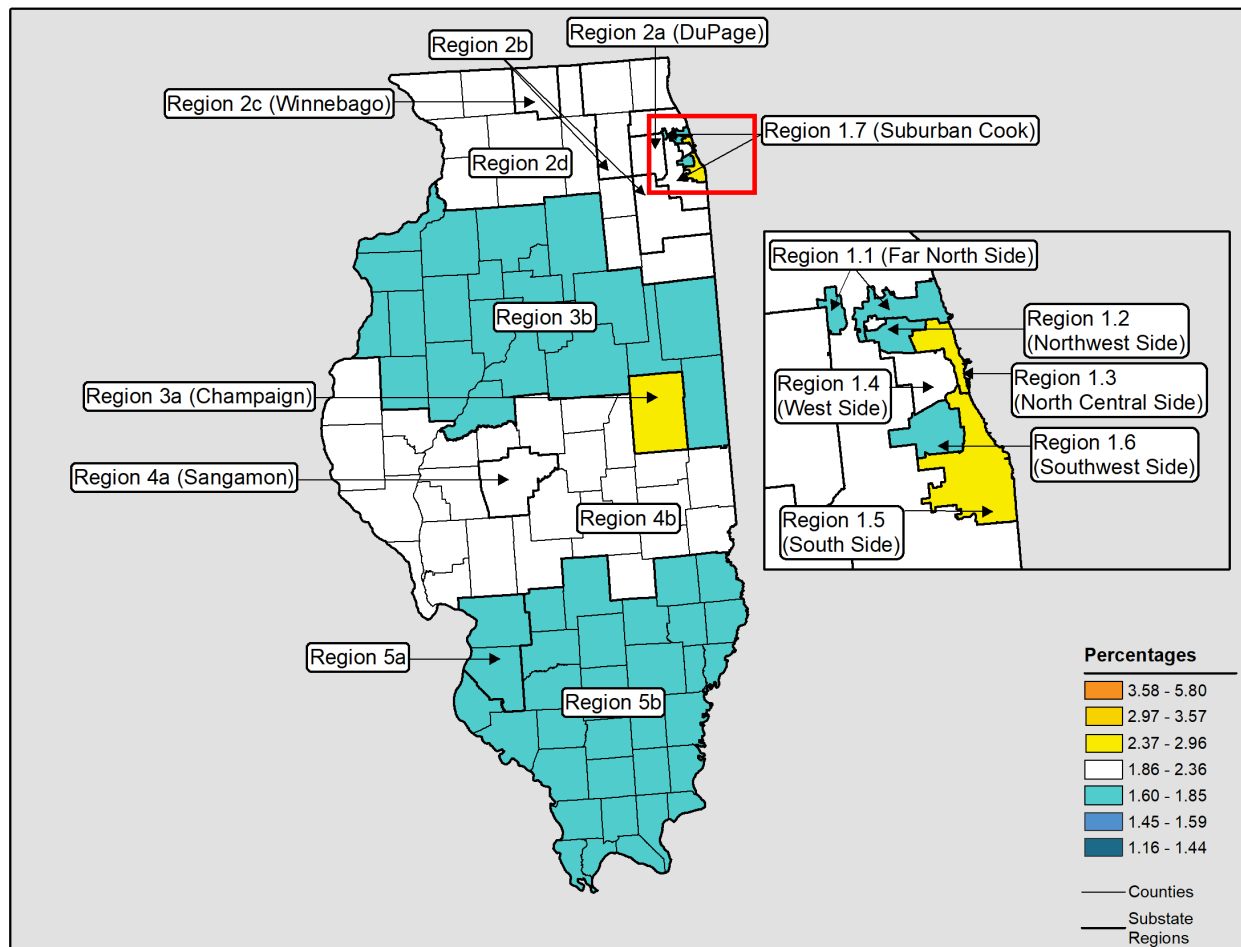 Region 2a (DuPage)
Region 2b
Region 2c (Winnebago)
Region 1.7 (Suburban Cook)
Region 2d
Region 1.1 (Far North Side)
Region 3b
Region 1.2
(Northwest Side)
Region 1.3
(North Central Side)
Region 1.4
(West Side)
Region 3a (Champaign)
Region 1.6
(Southwest Side)
Region 4a (Sangamon)
Region 4b
Region 1.5
(South Side)
Region 5a
Region 5b
Percentages
3.58 - 5.80
2.97 - 3.57
2.37 - 2.96
1.86 - 2.36
1.60 - 1.85
1.45 - 1.59
1.16 - 1.44
Counties
Substate
Regions